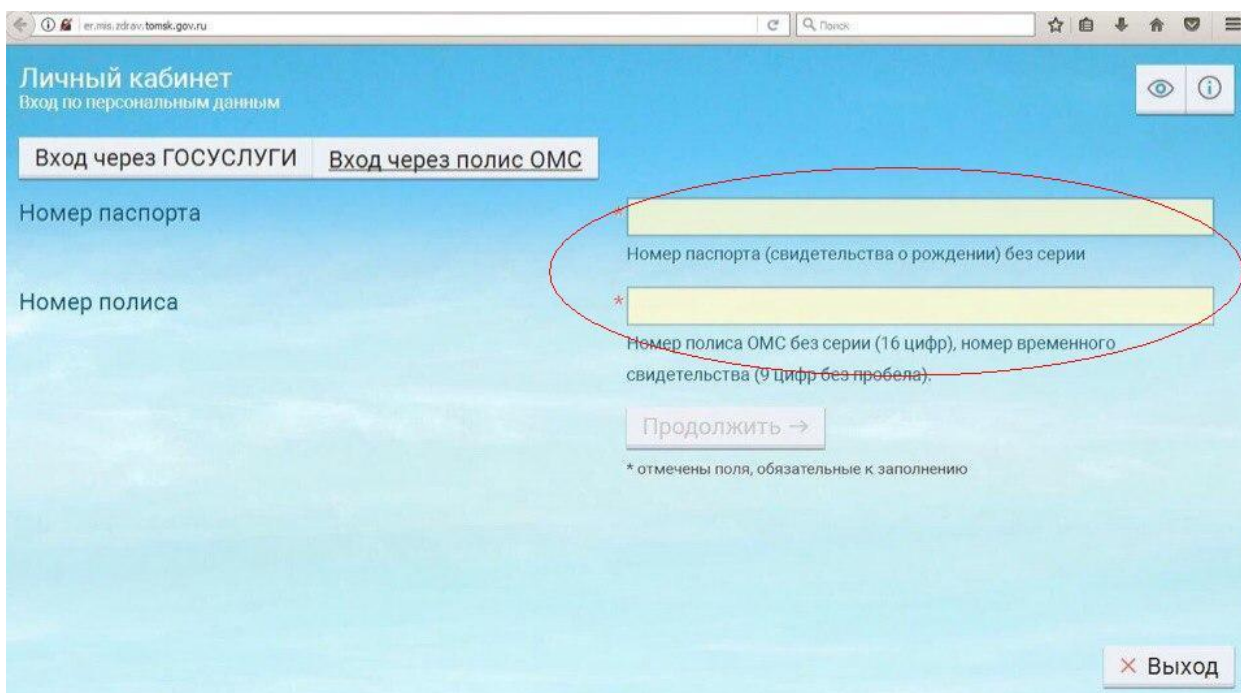 er.mis.zdrav.tomsk.gov.ru
Поиск
Личный кабинет
Вход по персональным данным
Вход через ГОСУСЛУГИ
Вход через полис ОМС
Номер паспорта
*
Номер паспорта (свидетельства о рождении) без серии
Номер полиса
*
Номер полиса ОМС без серии (16 цифр), номер временного
свидетельства (9 цифр без пробела).
Продолжить →
* отмечены поля, обязательные к заполнению
× Выход